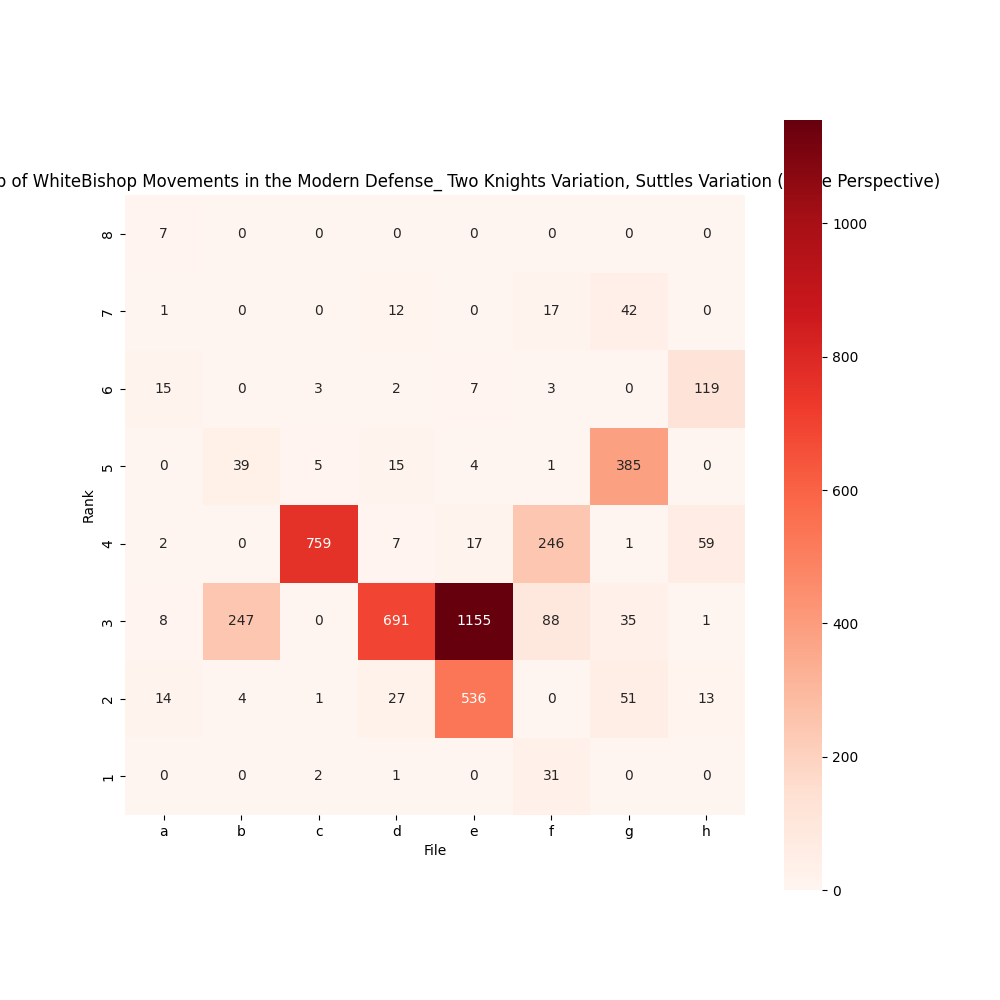 of WhiteBishop Movements in the Modern Defense_ Two Knights Variation, Suttles Variation ( Perspective)
8 7 0 0 0 0 0 0 0
7 1 0 0 12 0 17 42 0
6 15 0 3 2 7 3 0 119
5 0 39 5 15 4 1 385 0
4 2 0 759 7 17 246 1 59
3 8 247 0 691 1155 88 35 1
2 14 4 1 27 536 0 51 13
1 0 0 2 1 0 31 0 0
a b c d e f g h
File
Rank
1000
800
600
400
200
0